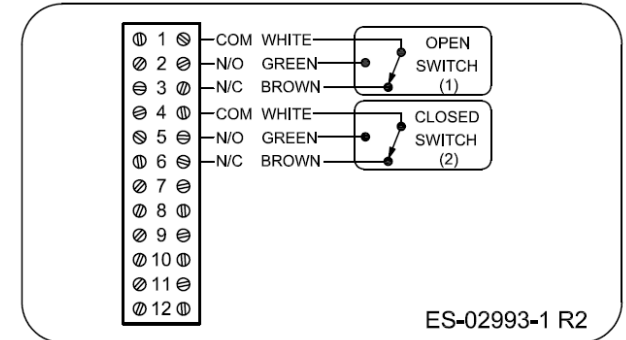 1 COM WHITE OPEN
2 N/O GREEN SWITCH
3 N/C BROWN (1)
4 COM WHITE CLOSED
5 N/O GREEN SWITCH
6 N/C BROWN (2)
7
8
9
10
11
12
ES-02993-1 R2